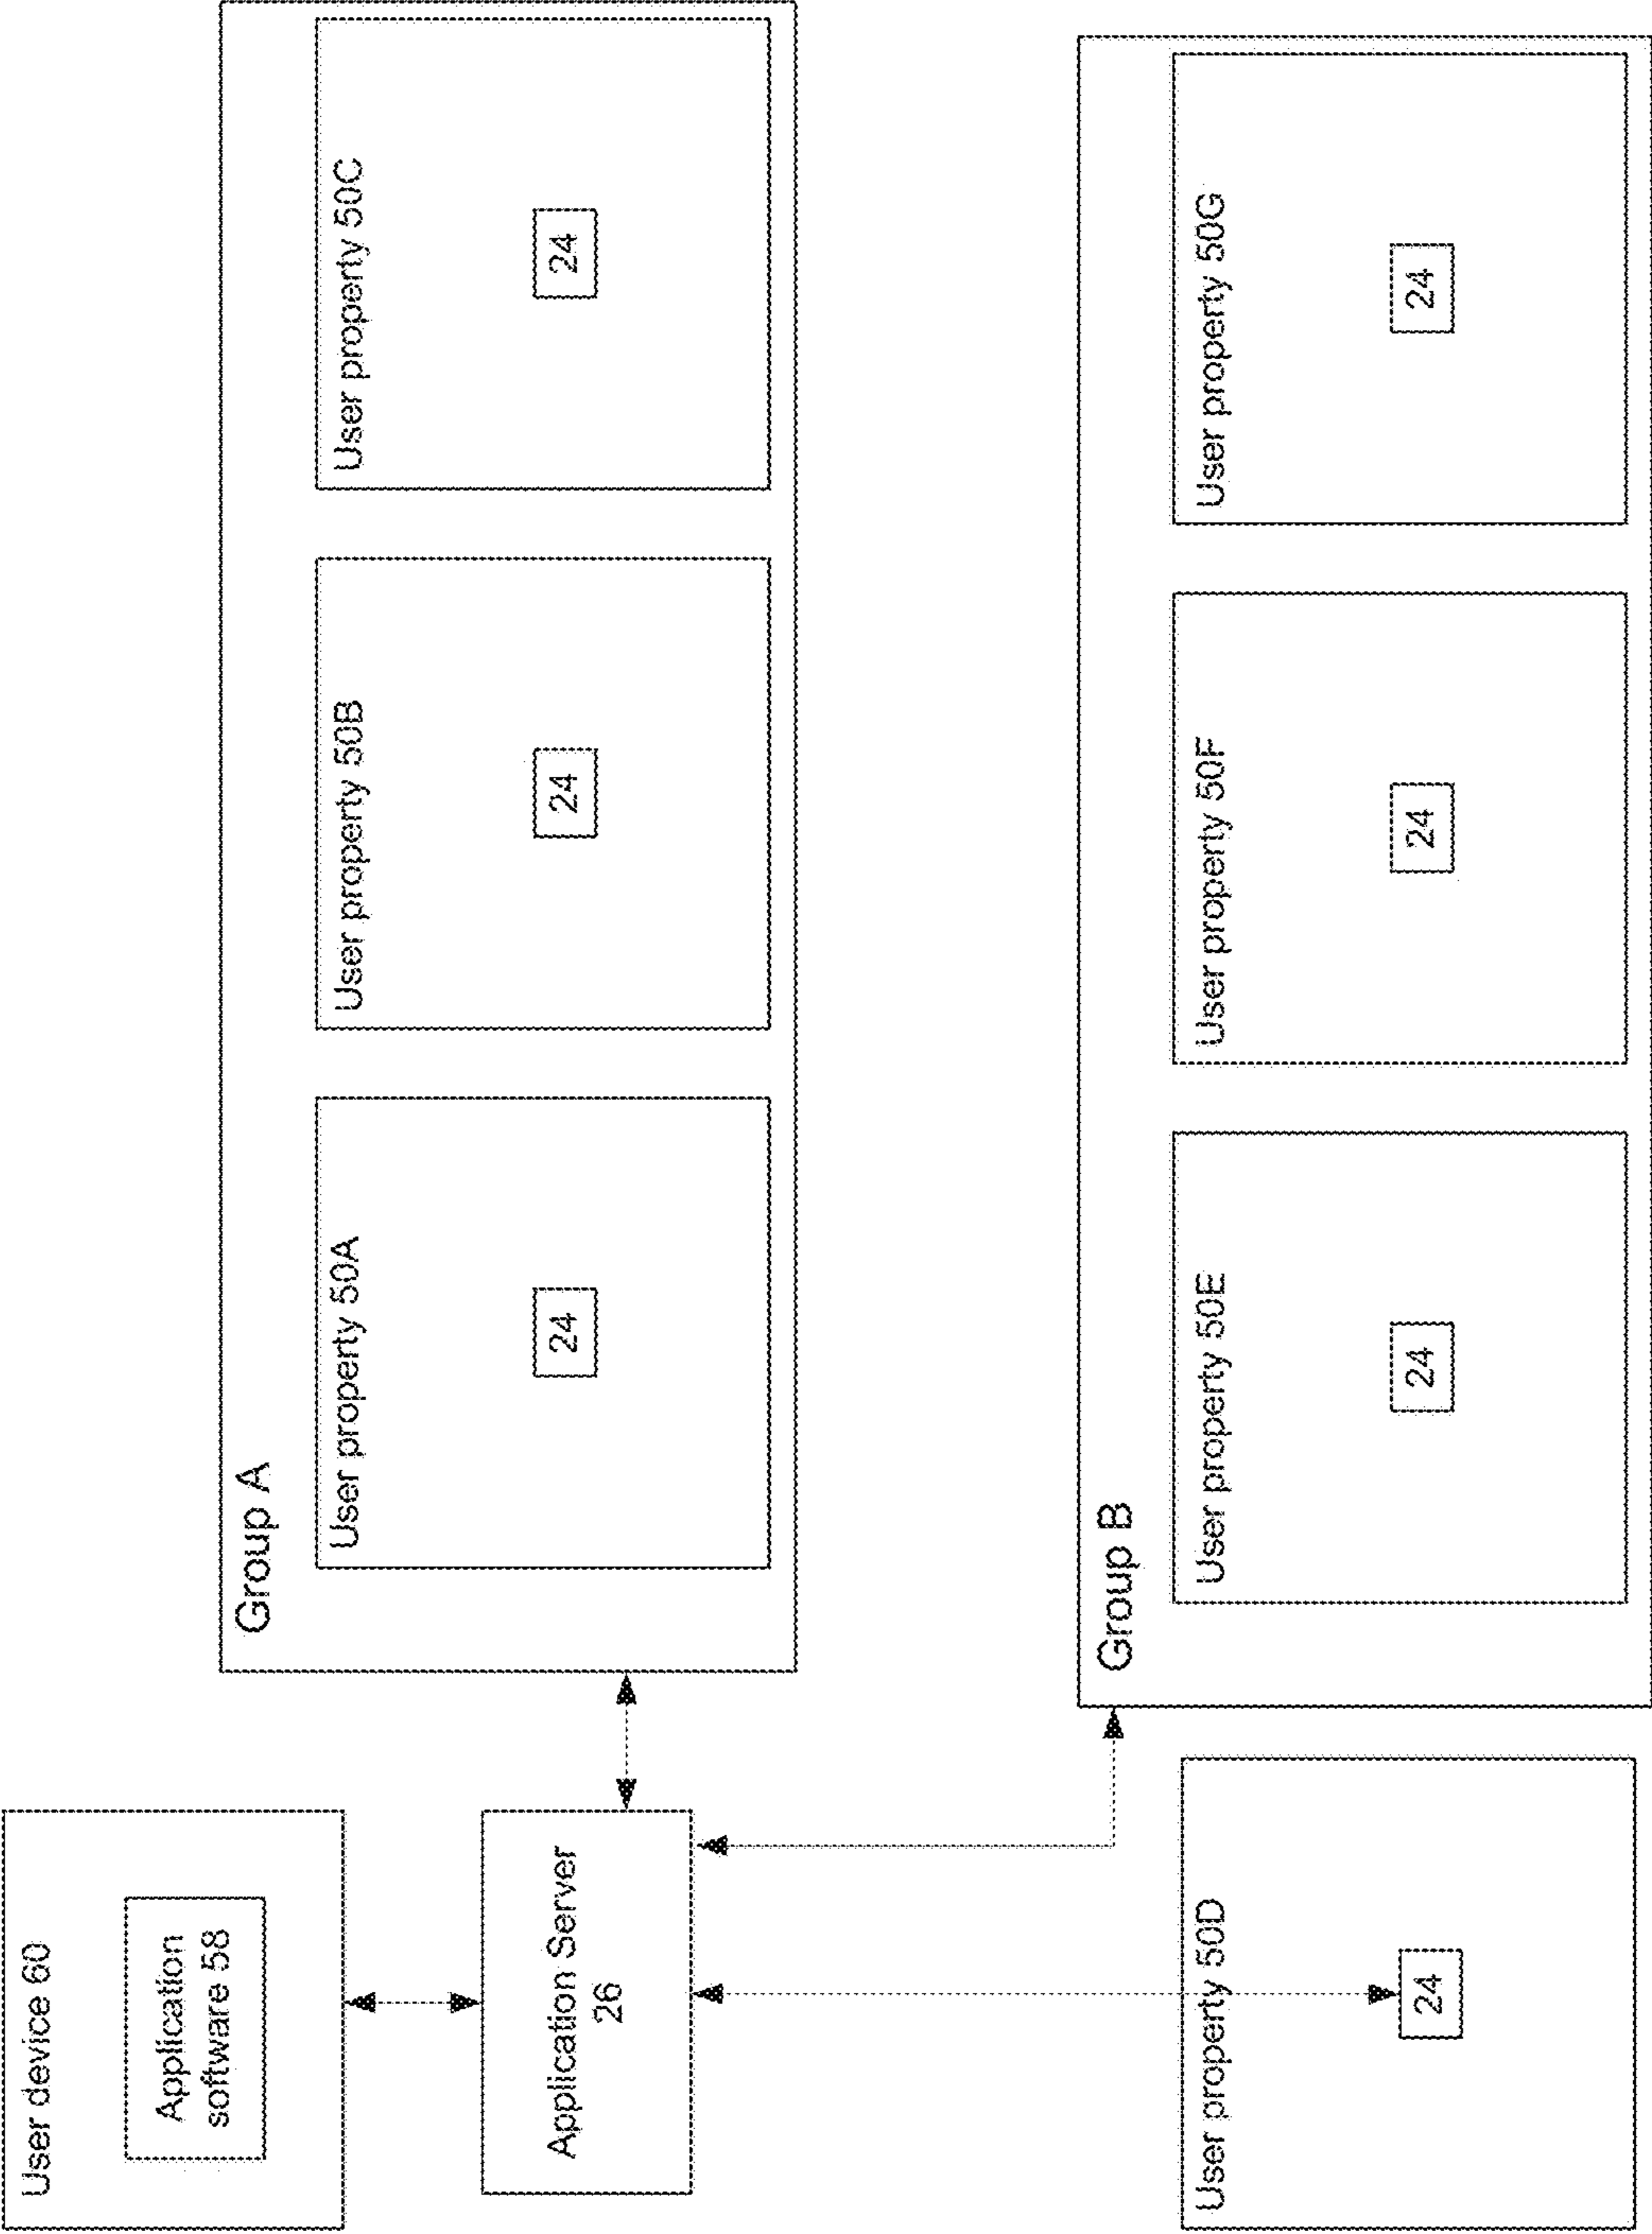 User device 60
Application
software 58
Application Server
26
Group A
User property 50A
24
User property 50B
24
User property 50C
24
User property 50D
24
Group B
User property 50E
24
User property 50F
24
User property 50G
24